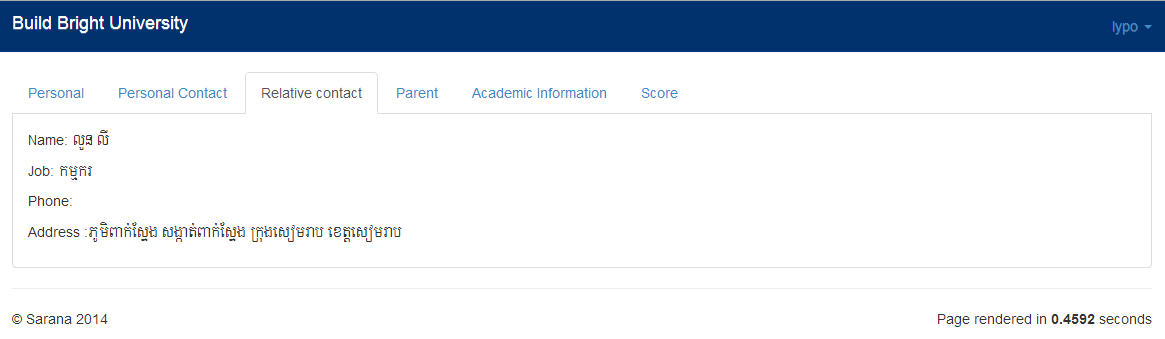 Build Bright University
lypo
Personal Personal Contact Relative contact Parent Academic Information Score
Name: លួន លី
Job: កម្មករ
Phone:
Address :ភូមិពាក់ស្នែង សង្កាត់ពាក់ស្នែង ក្រុងសៀមរាប ខេត្តសៀមរាប
© Sarana 2014
Page rendered in 0.4592 seconds